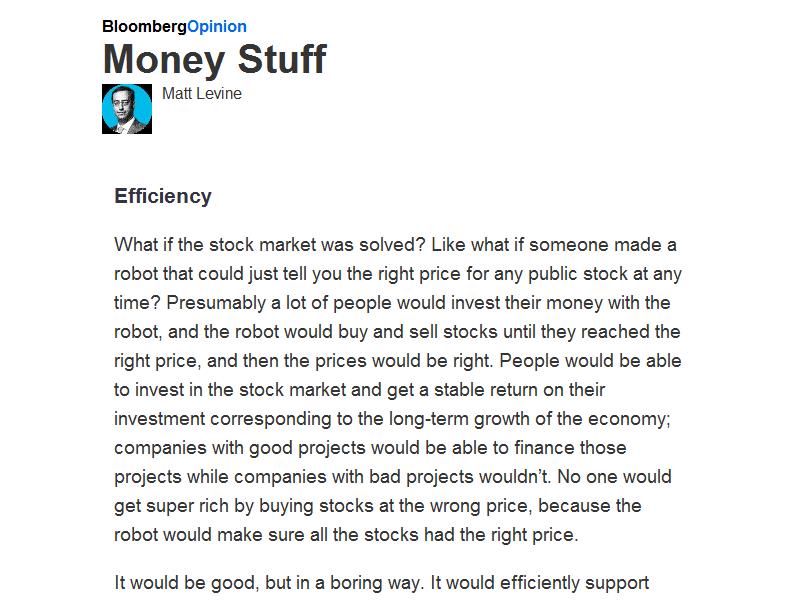 BloombergOpinion
Money Stuff
Matt Levine
Efficiency
What if the stock market was solved? Like what if someone made a
robot that could just tell you the right price for any public stock at any
time? Presumably a lot of people would invest their money with the
robot, and the robot would buy and sell stocks until they reached the
right price, and then the prices would be right. People would be able
to invest in the stock market and get a stable return on their
investment corresponding to the long-term growth of the economy;
companies with good projects would be able to finance those
projects while companies with bad projects wouldn’t. No one would
get super rich by buying stocks at the wrong price, because the
robot would make sure all the stocks had the right price.
It would be good, but in a boring way. It would efficiently support